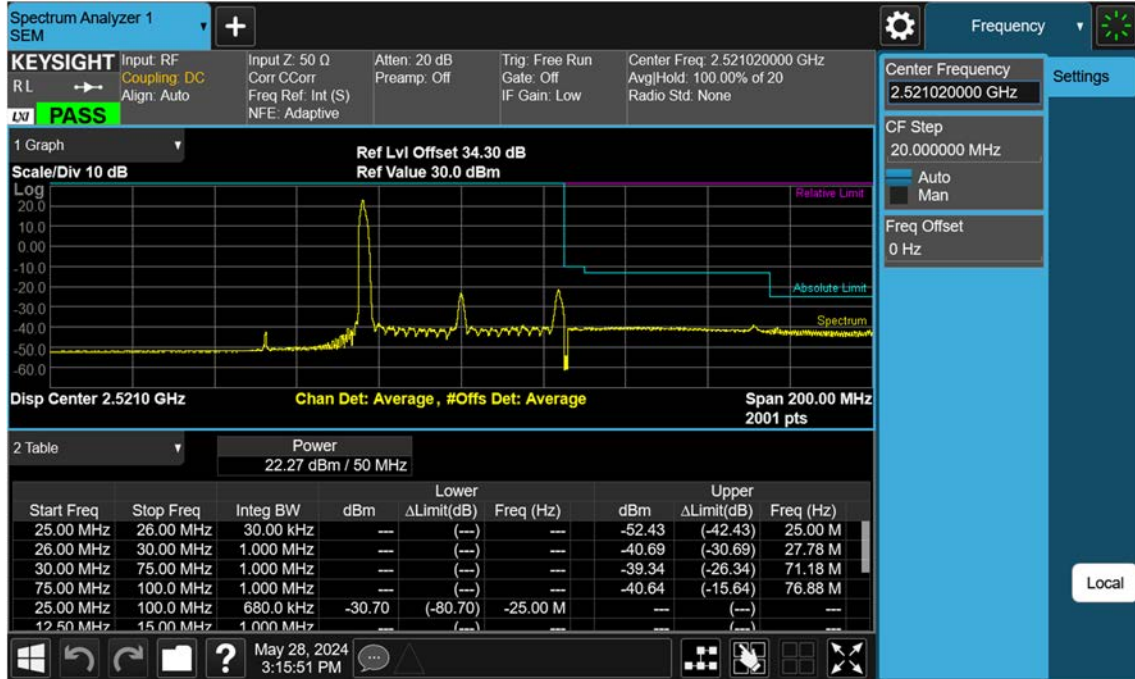 Spectrum Analyzer 1
SEM
Frequency
KEYSIGHT
R L
LXI PASS
Input: RF
Coupling: DC
Align: Auto
Input Z: 50 Ω
Corr CCorr
Freq Ref: Int (S)
NFE: Adaptive
Atten: 20 dB
Preamp: Off
Trig: Free Run
Gate: Off
IF Gain: Low
Center Freq: 2.521020000 GHz
Avg|Hold: 100.00% of 20
Radio Std: None
Center Frequency
2.521020000 GHz
Settings
CF Step
20.000000 MHz
Auto
Man
Freq Offset
0 Hz
Local
1 Graph
Scale/Div 10 dB
Ref Lvl Offset 34.30 dB
Ref Value 30.0 dBm
Log
20.0
10.0
0.00
-10.0
-20.0
-30.0
-40.0
-50.0
-60.0
Relative Limit
Absolute Limit
Spectrum
Disp Center 2.5210 GHz
Chan Det: Average, #Offs Det: Average
Span 200.00 MHz
2001 pts
2 Table
Power
22.27 dBm / 50 MHz
Lower Upper
Start Freq Stop Freq Integ BW dBm ΔLimit(dB) Freq (Hz) dBm ΔLimit(dB) Freq (Hz)
25.00 MHz 26.00 MHz 30.00 kHz --- (---) --- -52.43 (-42.43) 25.00 M
26.00 MHz 30.00 MHz 1.000 MHz --- (---) --- -40.69 (-30.69) 27.78 M
30.00 MHz 75.00 MHz 1.000 MHz --- (---) --- -39.34 (-26.34) 71.18 M
75.00 MHz 100.0 MHz 1.000 MHz --- (---) --- -40.64 (-15.64) 76.88 M
25.00 MHz 100.0 MHz 680.0 kHz -30.70 (-80.70) -25.00 M --- (---) ---
12.50 MHz 15.00 MHz 1.000 MHz --- (---) --- --- (---) ---
May 28, 2024
3:15:51 PM